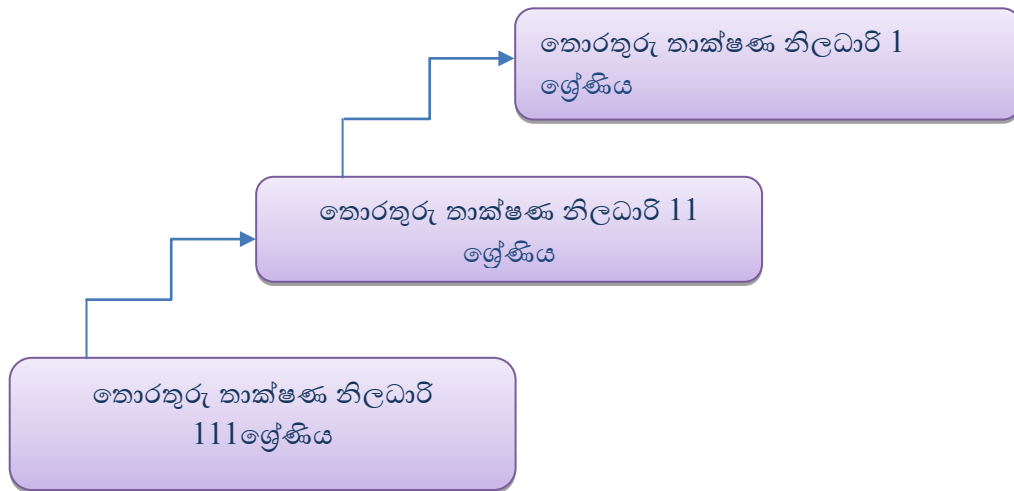 තොරතුරු තාක්ෂණ නිලධාරි 1
ශ්‍රේණිය
තොරතුරු තාක්ෂණ නිලධාරි 11
ශ්‍රේණිය
තොරතුරු තාක්ෂණ නිලධාරි
111ශ්‍රේණිය